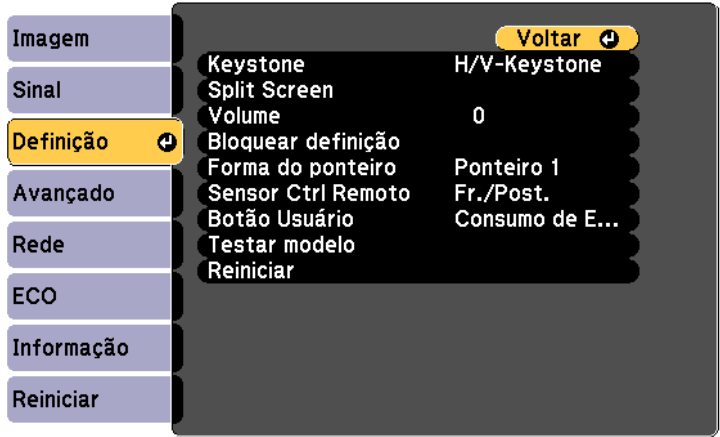 Imagem
Sinal
Definição
Avançado
Rede
ECO
Informação
Reiniciar
Voltar
Keystone H/V-Keystone
Split Screen
Volume 0
Bloquear definição
Forma do ponteiro Ponteiro 1
Sensor Ctrl Remoto Fr./Post.
Botão Usuário Consumo de E...
Testar modelo
Reiniciar